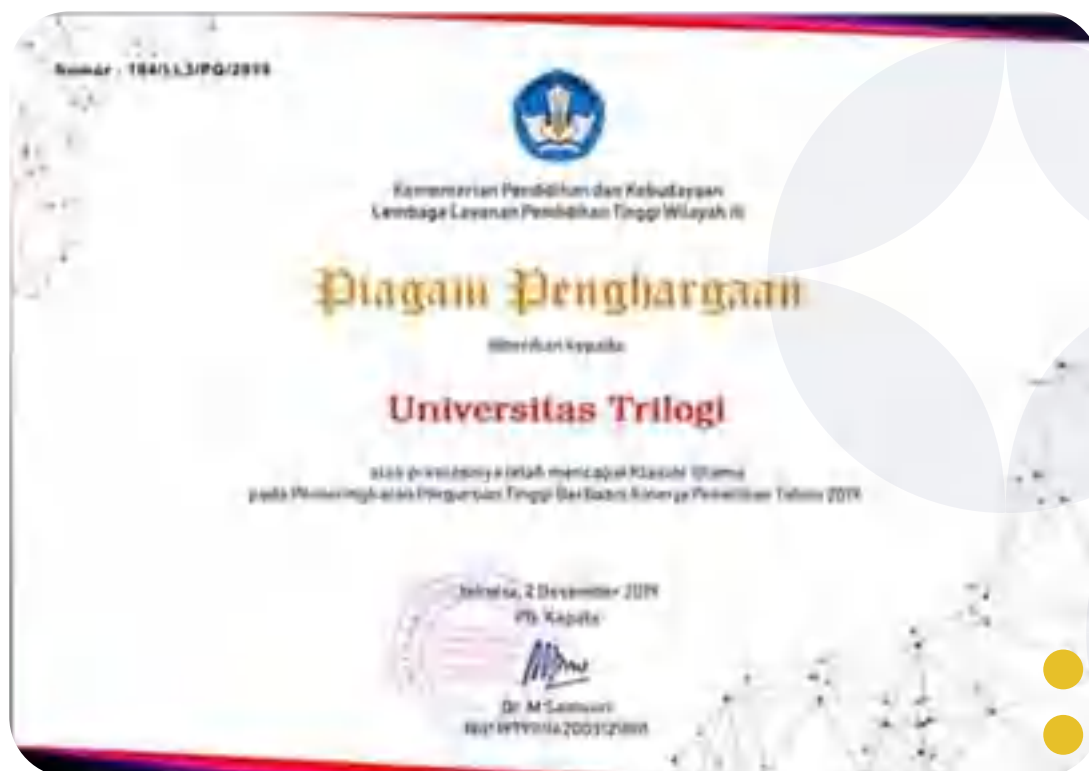 Kementerian Pendidikan dan Kebudayaan
Lembaga Layanan Pendidikan Tinggi Wilayah III
Piagam Penghargaan
diberikan kepada
Universitas Trilogi
atas prestasinya telah mencapai Klaster Utama
pada Pemeringkatan Perguruan Tinggi Berbasis Kinerja Penelitian Tahun 2019
Jakarta, 2 Desember 2019
Plt. Kepala
Dr. M Samsuri